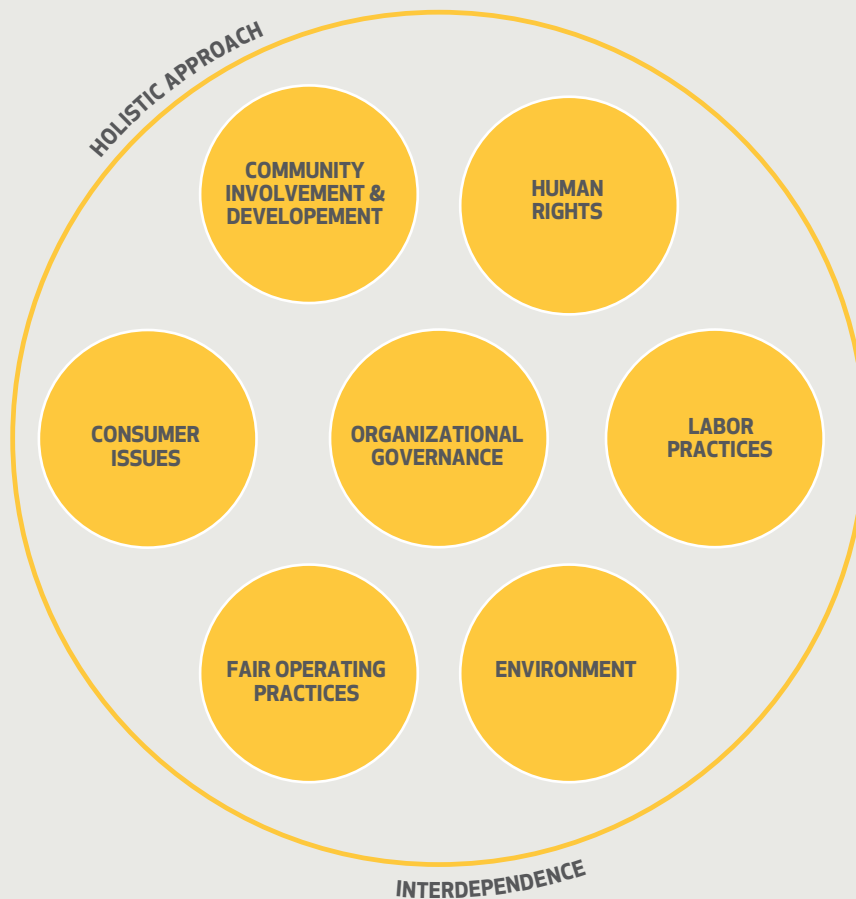 HOLISTIC APPROACH
COMMUNITY
INVOLVEMENT &
DEVELOPEMENT
HUMAN
RIGHTS
CONSUMER
ISSUES
ORGANIZATIONAL
GOVERNANCE
LABOR
PRACTICES
FAIR OPERATING
PRACTICES
ENVIRONMENT
INTERDEPENDENCE